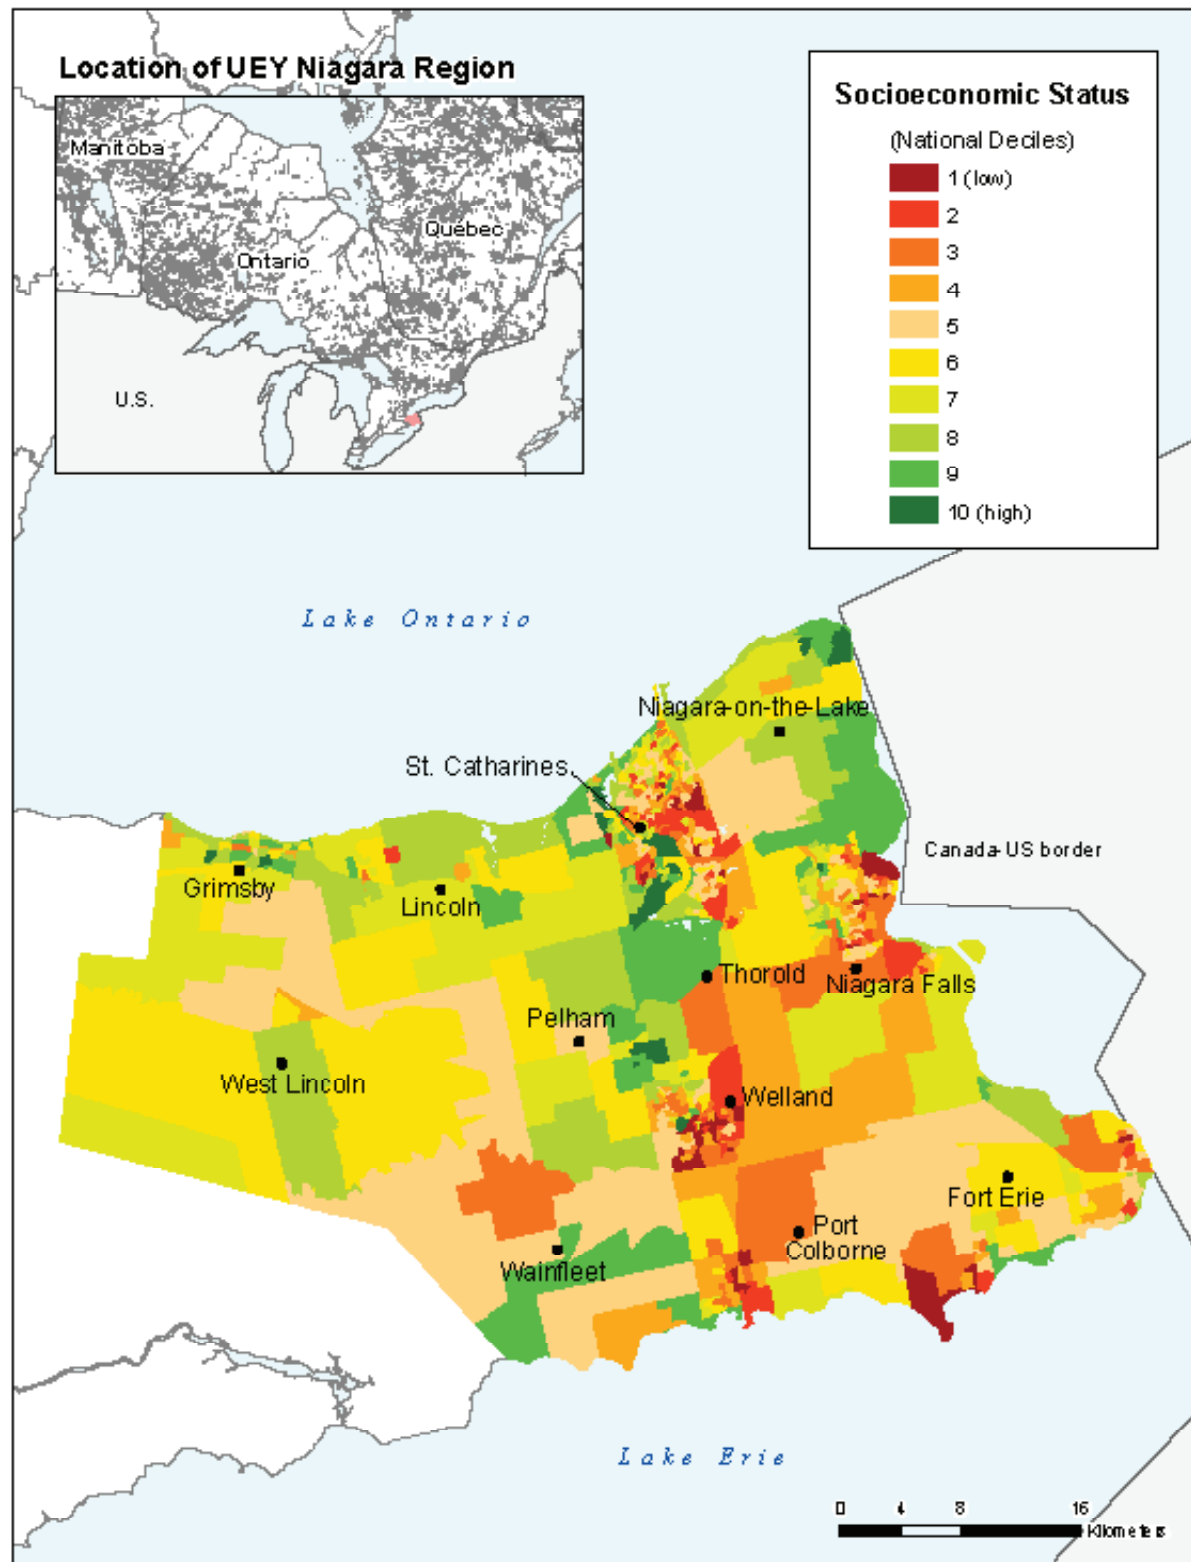 Location of UEY Niagara Region
Manitoba
Ontario
Québec
U.S.
Socioeconomic Status
(National Deciles)
1 (low)
2
3
4
5
6
7
8
9
10 (high)
Lake Ontario
Niagara-on-the-Lake
St. Catharines
Canada-US border
Grimsby
Lincoln
Thorold
Niagara Falls
Pelham
West Lincoln
Welland
Fort Erie
Port
Colborne
Wainfleet
Lake Erie
0 4 8 16
Kilometers